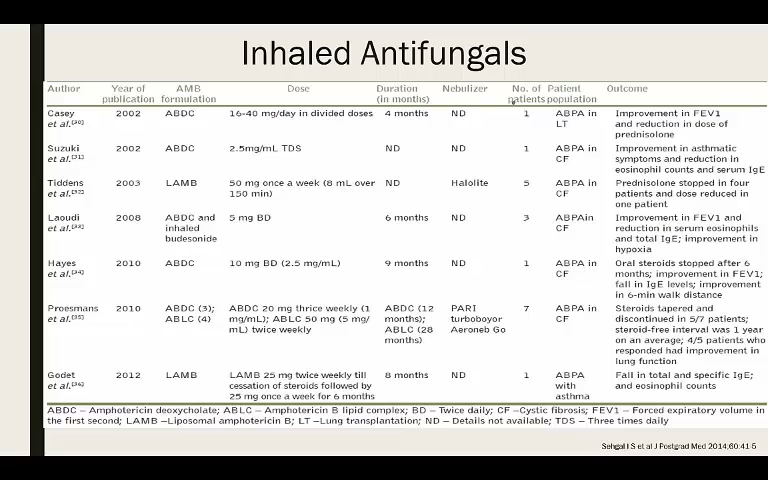 Inhaled Antifungals
Author Year of publication AMB formulation Dose Duration (in months) Nebulizer No. of patients Patient population Outcome
Casey 2002 ABDC 16-40 mg/day in divided doses 4 months ND 1 ABPA in Improvement in FEV1
et al.[30] LT and reduction in dose of
prednisolone
Suzuki 2002 ABDC 2.5mg/mL TDS ND ND 1 ABPA in Improvement in asthmatic
et al.[31] CF symptoms and reduction in
eosinophil counts and serum IgE
Tiddens 2003 LAMB 50 mg once a week (8 mL over ND Halolite 5 ABPA in Prednisolone stopped in four
et al.[32] 150 min) CF patients and dose reduced in
one patient
Laoudi 2008 ABDC and 5 mg BD 6 months ND 3 ABPAin Improvement in FEV1 and
et al.[33] inhaled CF reduction in serum eosinophils
budesonide and total IgE; improvement in
hypoxia
Hayes 2010 ABDC 10 mg BD (2.5 mg/mL) 9 months ND 1 ABPA in Oral steroids stopped after 6
et al.[34] CF months; improvement in FEV1;
fall in IgE levels; improvement
in 6-min walk distance
Proesmans 2010 ABDC (3); ABDC 20 mg thrice weekly (1 ABDC (12 PARI 7 ABPA in Steroids tapered and
et al.[35] ABLC (4) mg/mL); ABLC 50 mg (5 mg/ months); turboboyor CF discontinued in 5/7 patients;
mL) twice weekly ABLC (28 Aeroneb Go steroid-free interval was 1 year
months) on an average; 4/5 patients who
responded had improvement in
lung function
Godet 2012 LAMB LAMB 25 mg twice weekly till 8 months ND 1 ABPA Fall in total and specific IgE;
et al.[36] cessation of steroids followed by with and eosinophil counts
25 mg once a week for 6 months asthma
ABDC – Amphotericin deoxycholate; ABLC – Amphotericin B lipid complex; BD – Twice daily; CF –Cystic fibrosis; FEV1 – Forced expiratory volume in
the first second; LAMB –Liposomal amphotericin B; LT –Lung transplantation; ND – Details not available; TDS – Three times daily
Sehgal I S et al J Postgrad Med 2014;60:41-5